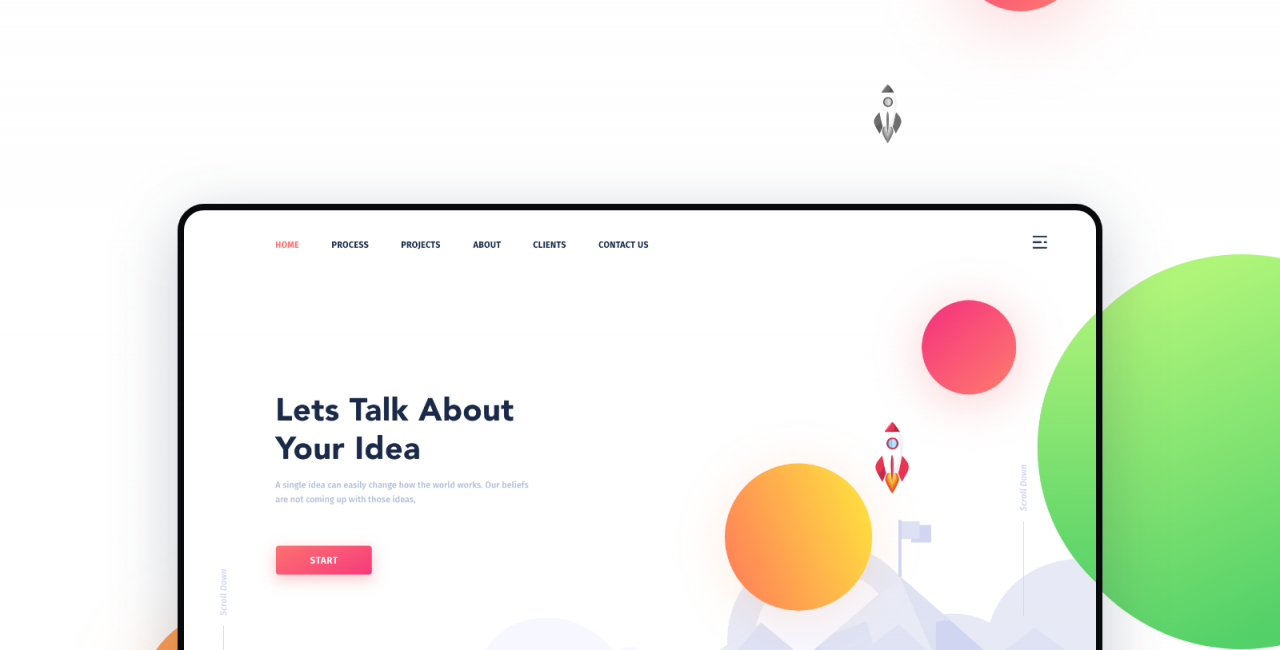 HOME PROCESS PROJECTS ABOUT CLIENTS CONTACT US
Lets Talk About
Your Idea
A single idea can easily change how the world works. Our beliefs
are not coming up with those ideas,
START
Scroll Down
Scroll Down